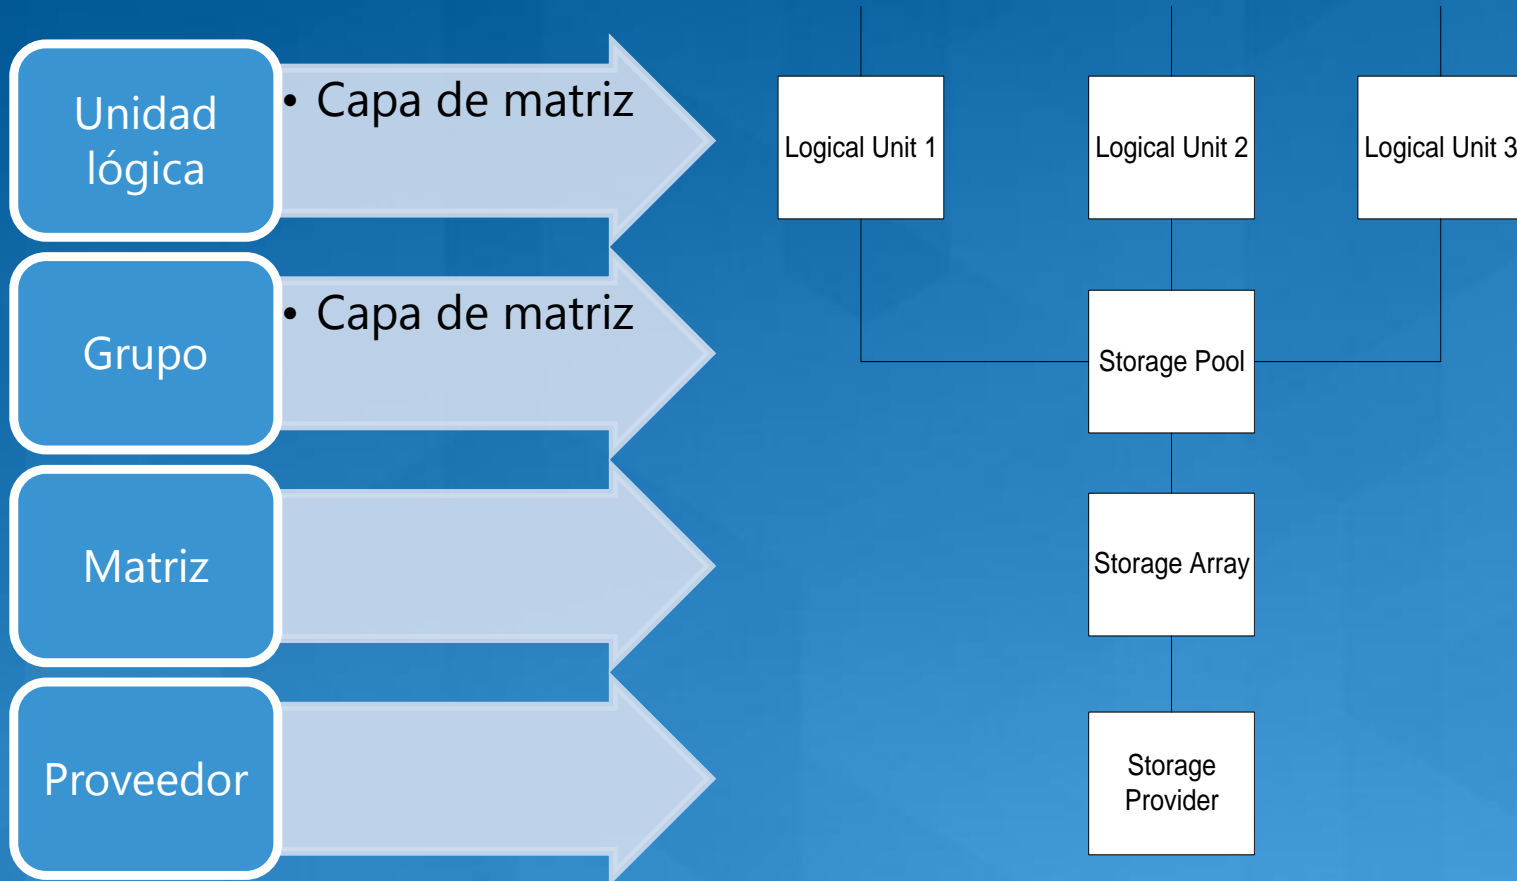 Unidad
lógica
• Capa de matriz
Logical Unit 1
Logical Unit 2
Logical Unit 3
Grupo
• Capa de matriz
Storage Pool
Matriz
Storage Array
Proveedor
Storage
Provider